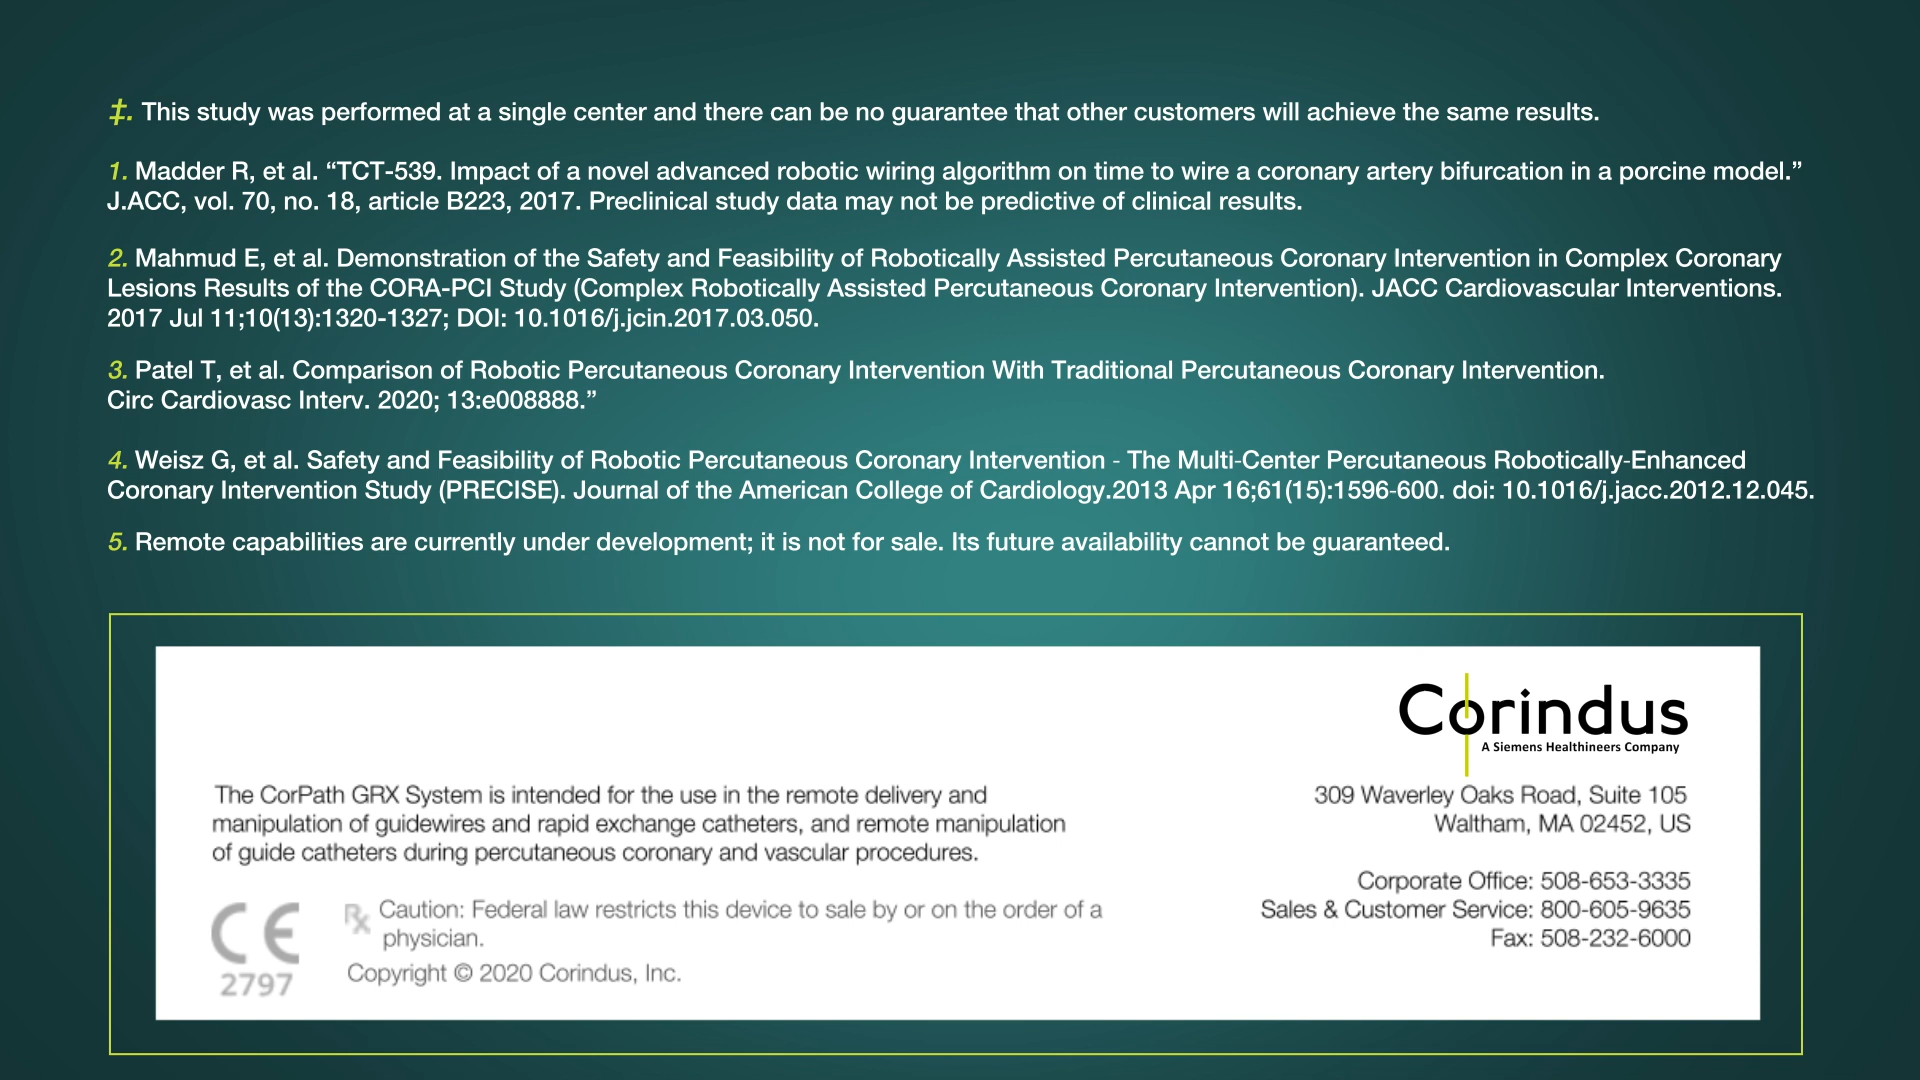 ‡. This study was performed at a single center and there can be no guarantee that other customers will achieve the same results.
1. Madder R, et al. “TCT-539. Impact of a novel advanced robotic wiring algorithm on time to wire a coronary artery bifurcation in a porcine model.”
J.ACC, vol. 70, no. 18, article B223, 2017. Preclinical study data may not be predictive of clinical results.
2. Mahmud E, et al. Demonstration of the Safety and Feasibility of Robotically Assisted Percutaneous Coronary Intervention in Complex Coronary
Lesions Results of the CORA-PCI Study (Complex Robotically Assisted Percutaneous Coronary Intervention). JACC Cardiovascular Interventions.
2017 Jul 11;10(13):1320-1327; DOI: 10.1016/j.jcin.2017.03.050.
3. Patel T, et al. Comparison of Robotic Percutaneous Coronary Intervention With Traditional Percutaneous Coronary Intervention.
Circ Cardiovasc Interv. 2020; 13:e008888.”
4. Weisz G, et al. Safety and Feasibility of Robotic Percutaneous Coronary Intervention - The Multi-Center Percutaneous Robotically-Enhanced
Coronary Intervention Study (PRECISE). Journal of the American College of Cardiology.2013 Apr 16;61(15):1596-600. doi: 10.1016/j.jacc.2012.12.045.
5. Remote capabilities are currently under development; it is not for sale. Its future availability cannot be guaranteed.
Corindus
A Siemens Healthineers Company
The CorPath GRX System is intended for the use in the remote delivery and
manipulation of guidewires and rapid exchange catheters, and remote manipulation
of guide catheters during percutaneous coronary and vascular procedures.
CE
2797
Rx Caution: Federal law restricts this device to sale by or on the order of a
physician.
Copyright © 2020 Corindus, Inc.
309 Waverley Oaks Road, Suite 105
Waltham, MA 02452, US
Corporate Office: 508-653-3335
Sales & Customer Service: 800-605-9635
Fax: 508-232-6000